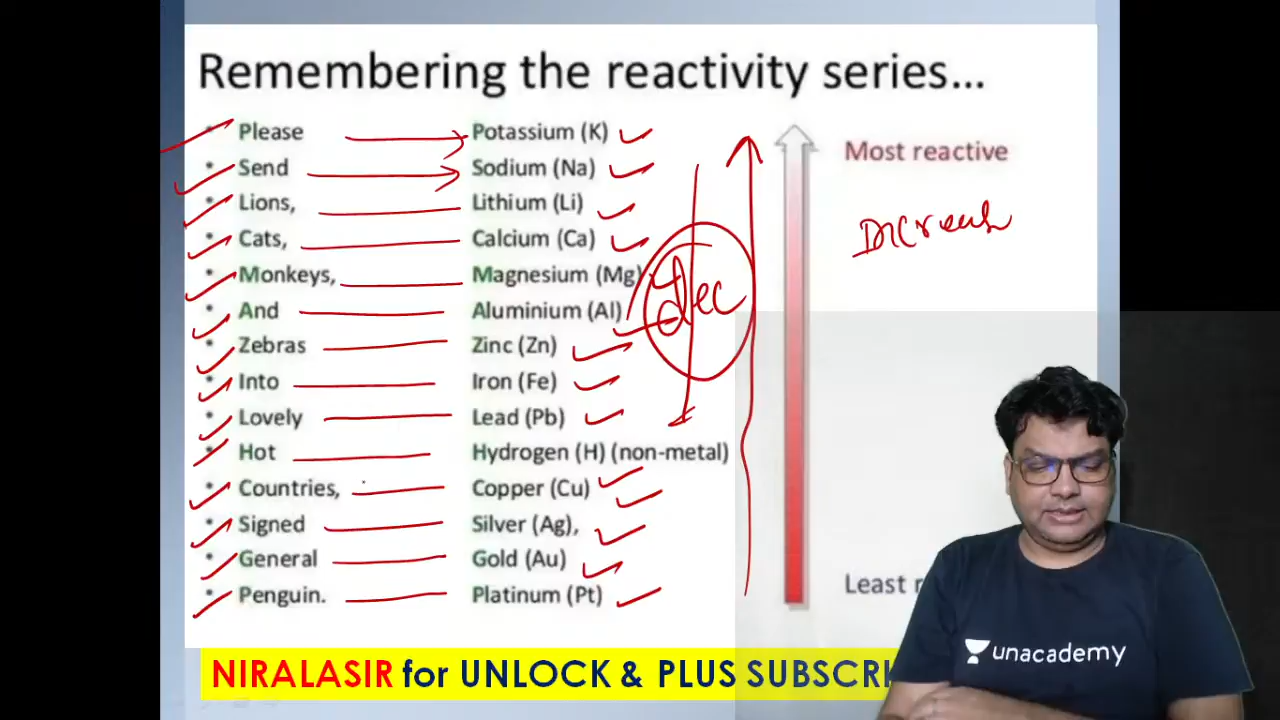 Remembering the reactivity series...
• Please Potassium (K)
• Send Sodium (Na)
• Lions, Lithium (Li)
• Cats, Calcium (Ca)
• Monkeys, Magnesium (Mg)
• And Aluminium (Al)
• Zebras Zinc (Zn)
• Into Iron (Fe)
• Lovely Lead (Pb)
• Hot Hydrogen (H) (non-metal)
• Countries, Copper (Cu)
• Signed Silver (Ag),
• General Gold (Au)
• Penguin. Platinum (Pt)
Most reactive
dec
Least r
unacademy
NIRALASIR for UNLOCK & PLUS SUBSCRI